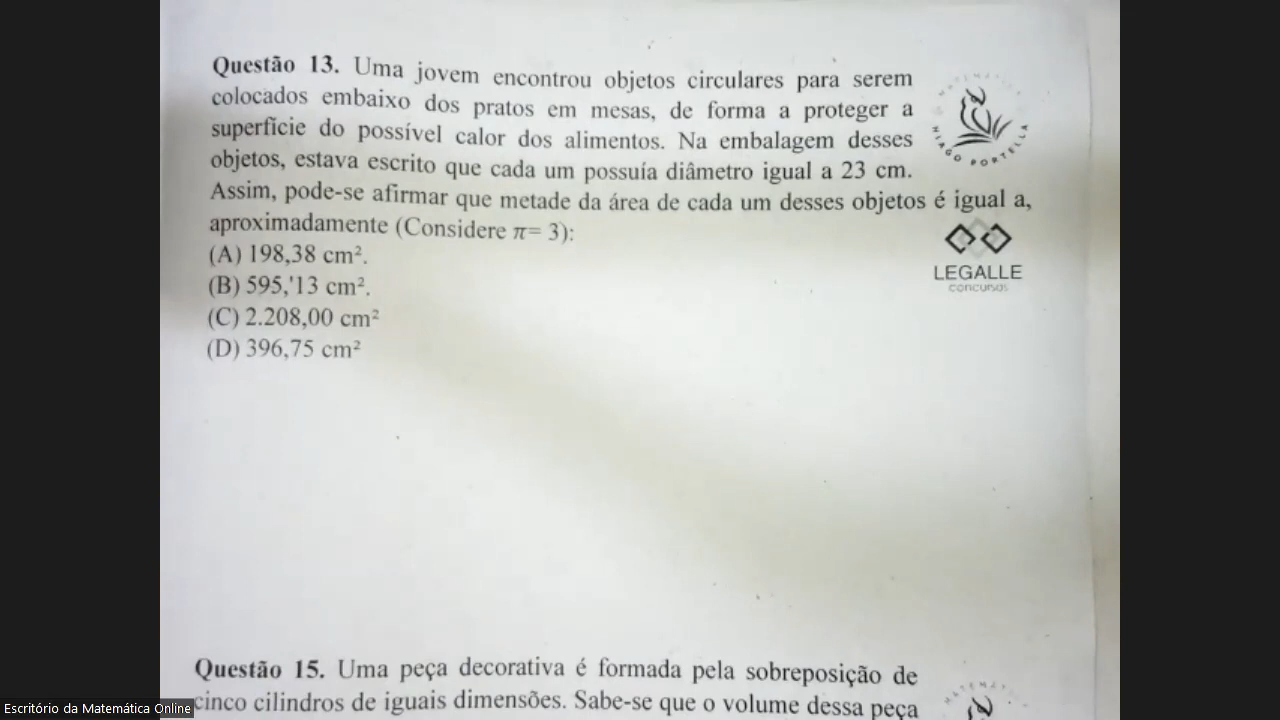 Questão 13. Uma jovem encontrou objetos circulares para serem
colocados embaixo dos pratos em mesas, de forma a proteger a
superfície do possível calor dos alimentos. Na embalagem desses
objetos, estava escrito que cada um possuía diâmetro igual a 23 cm.
Assim, pode-se afirmar que metade da área de cada um desses objetos é igual a,
aproximadamente (Considere π= 3):
(A) 198,38 cm².
(B) 595,'13 cm².
(C) 2.208,00 cm²
(D) 396,75 cm²
MATEMÁTICA
THIAGO PORTELLA
LEGALLE
concursos
Questão 15. Uma peça decorativa é formada pela sobreposição de
cinco cilindros de iguais dimensões. Sabe-se que o volume dessa peça
Escritório da Matemática Online